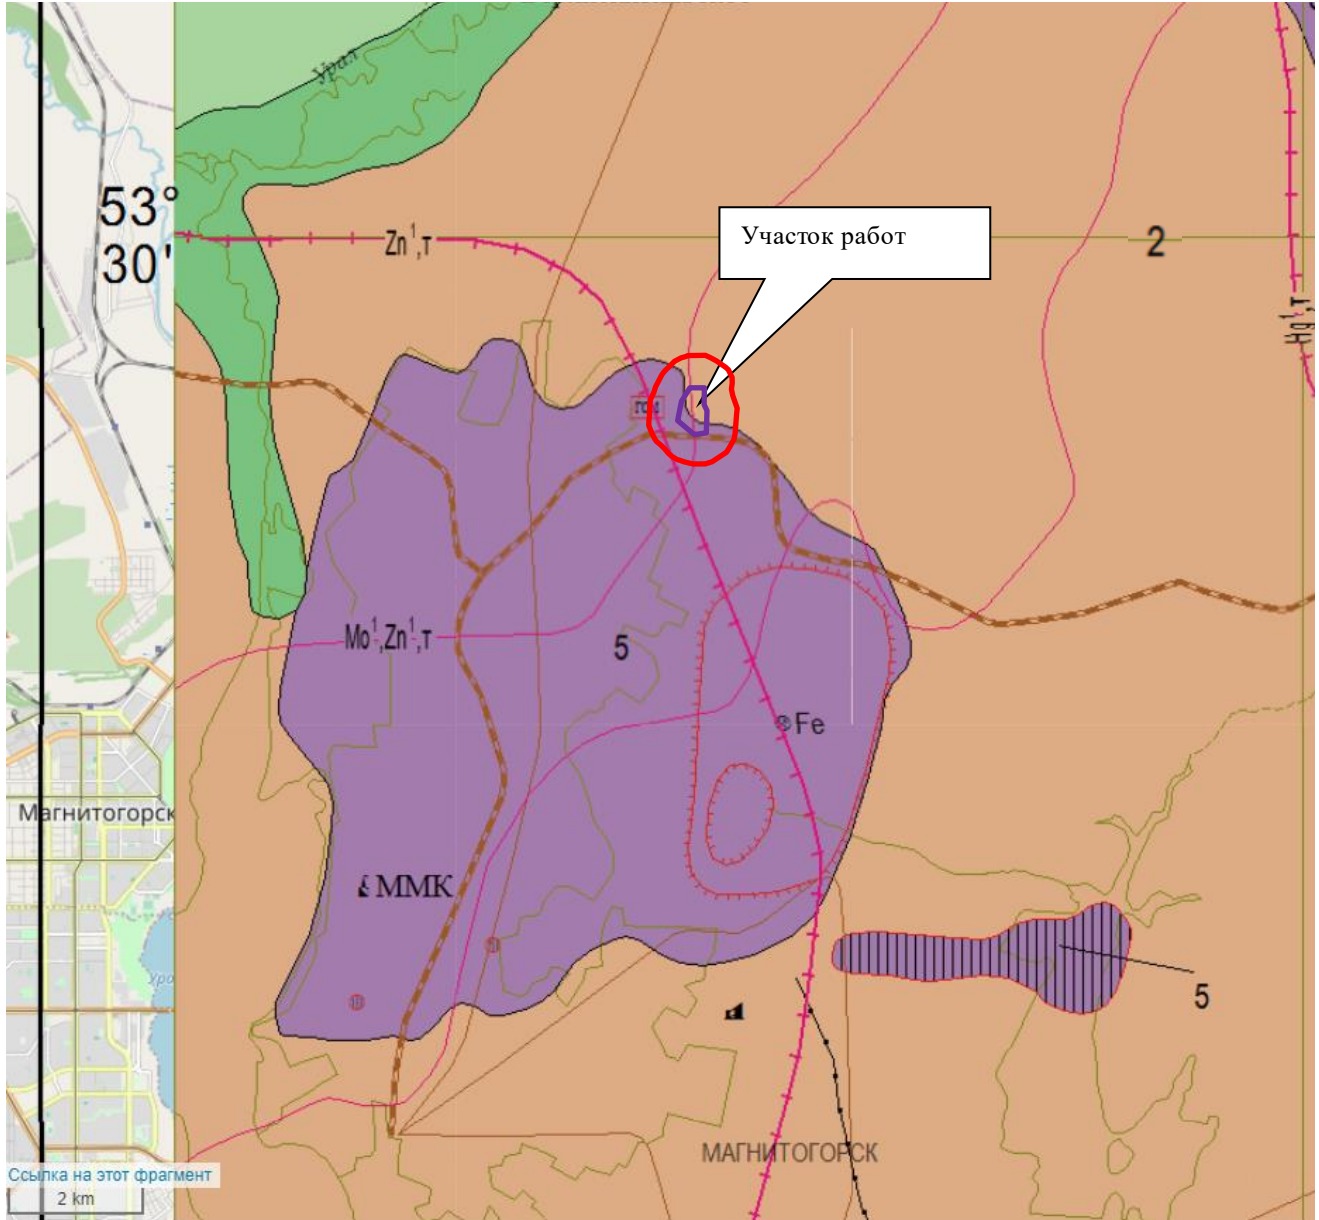 Урал
53°
30'
Zn¹,т
Участок работ
2
Hg¹,т
Mo¹,Zn¹,т
5
Fe
Магнитогорск
ММК
5
МАГНИТОГОРСК
Ссылка на этот фрагмент
2 km